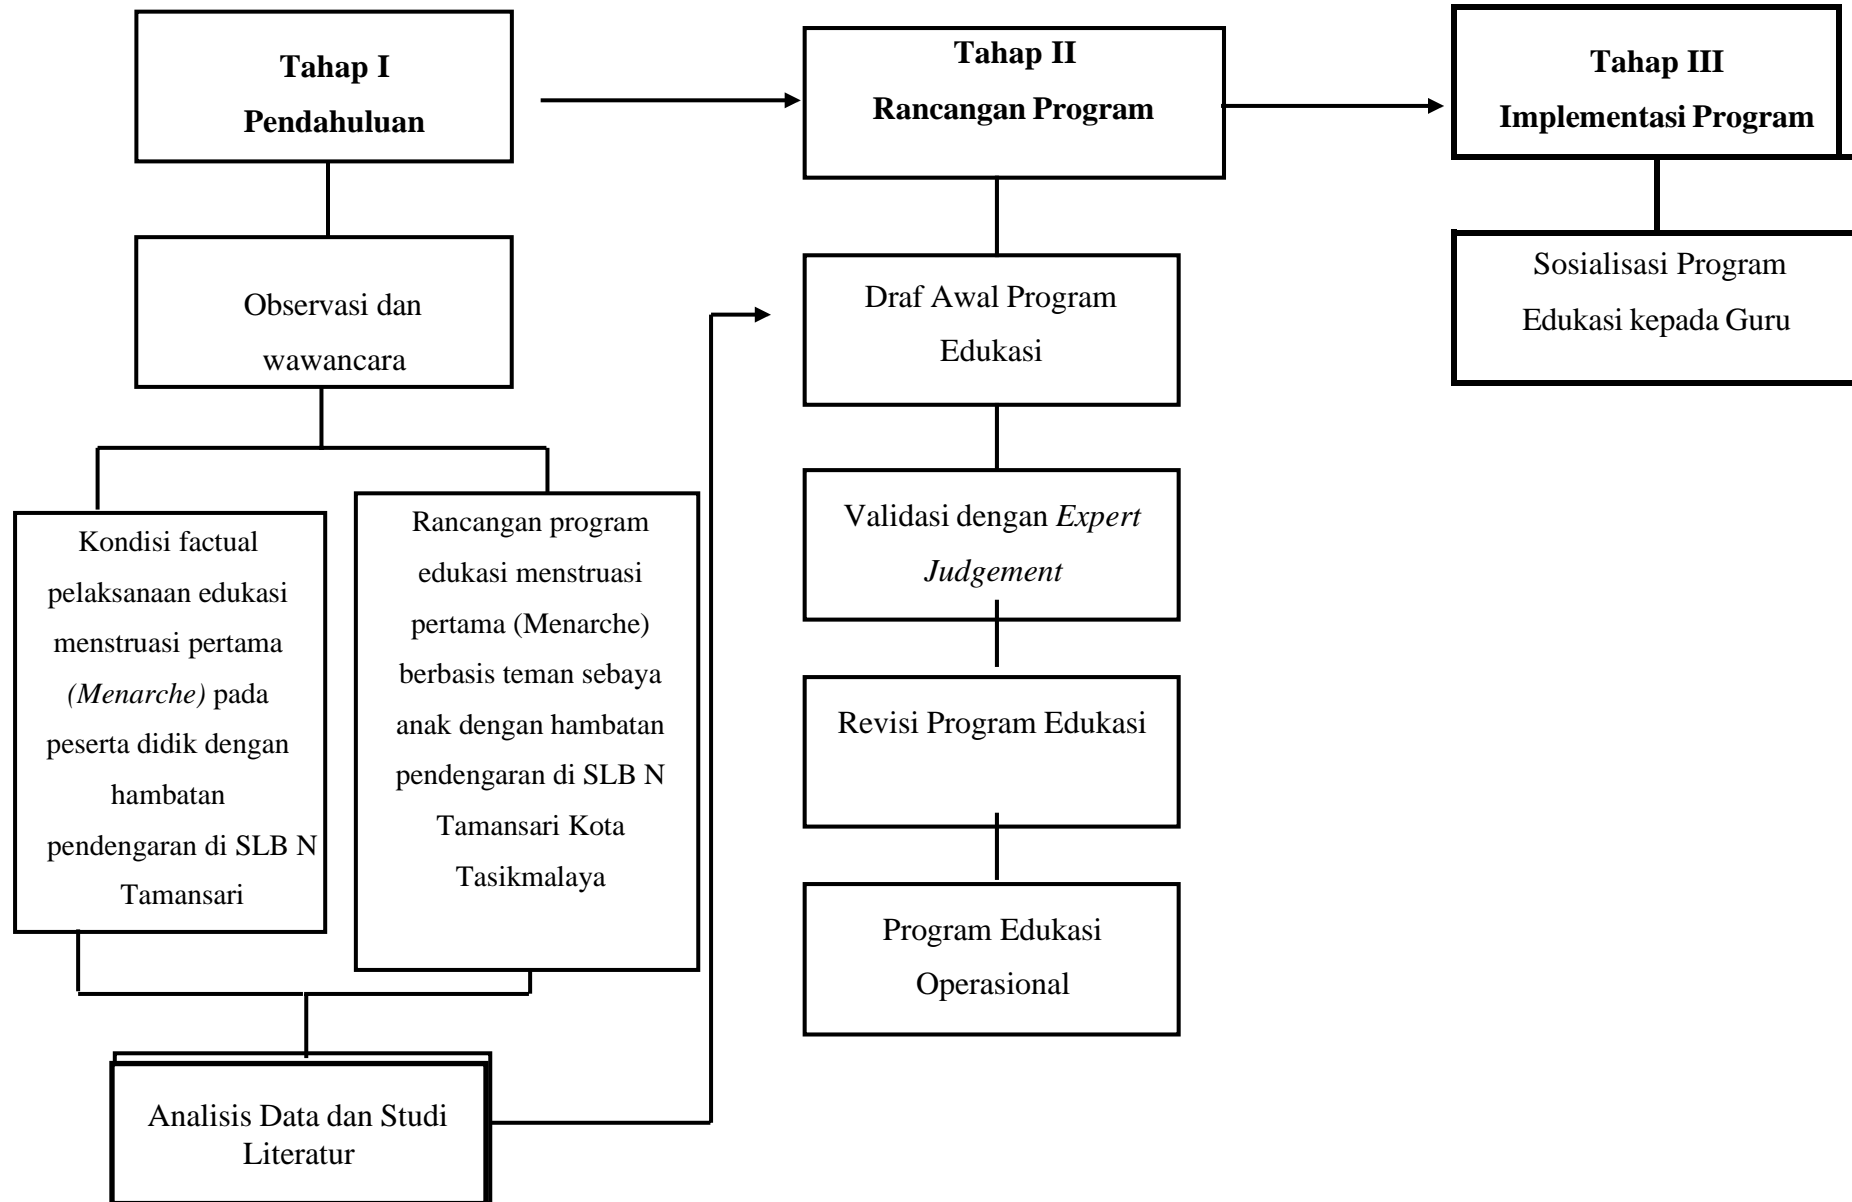 Tahap I
Pendahuluan
Observasi dan
wawancara
Kondisi factual
pelaksanaan edukasi
menstruasi pertama
(Menarche) pada
peserta didik dengan
hambatan
pendengaran di SLB N
Tamansari
Rancangan program
edukasi menstruasi
pertama (Menarche)
berbasis teman sebaya
anak dengan hambatan
pendengaran di SLB N
Tamansari Kota
Tasikmalaya
Analisis Data dan Studi
Literatur
Tahap II
Rancangan Program
Draf Awal Program
Edukasi
Validasi dengan Expert
Judgement
Revisi Program Edukasi
Program Edukasi
Operasional
Tahap III
Implementasi Program
Sosialisasi Program
Edukasi kepada Guru